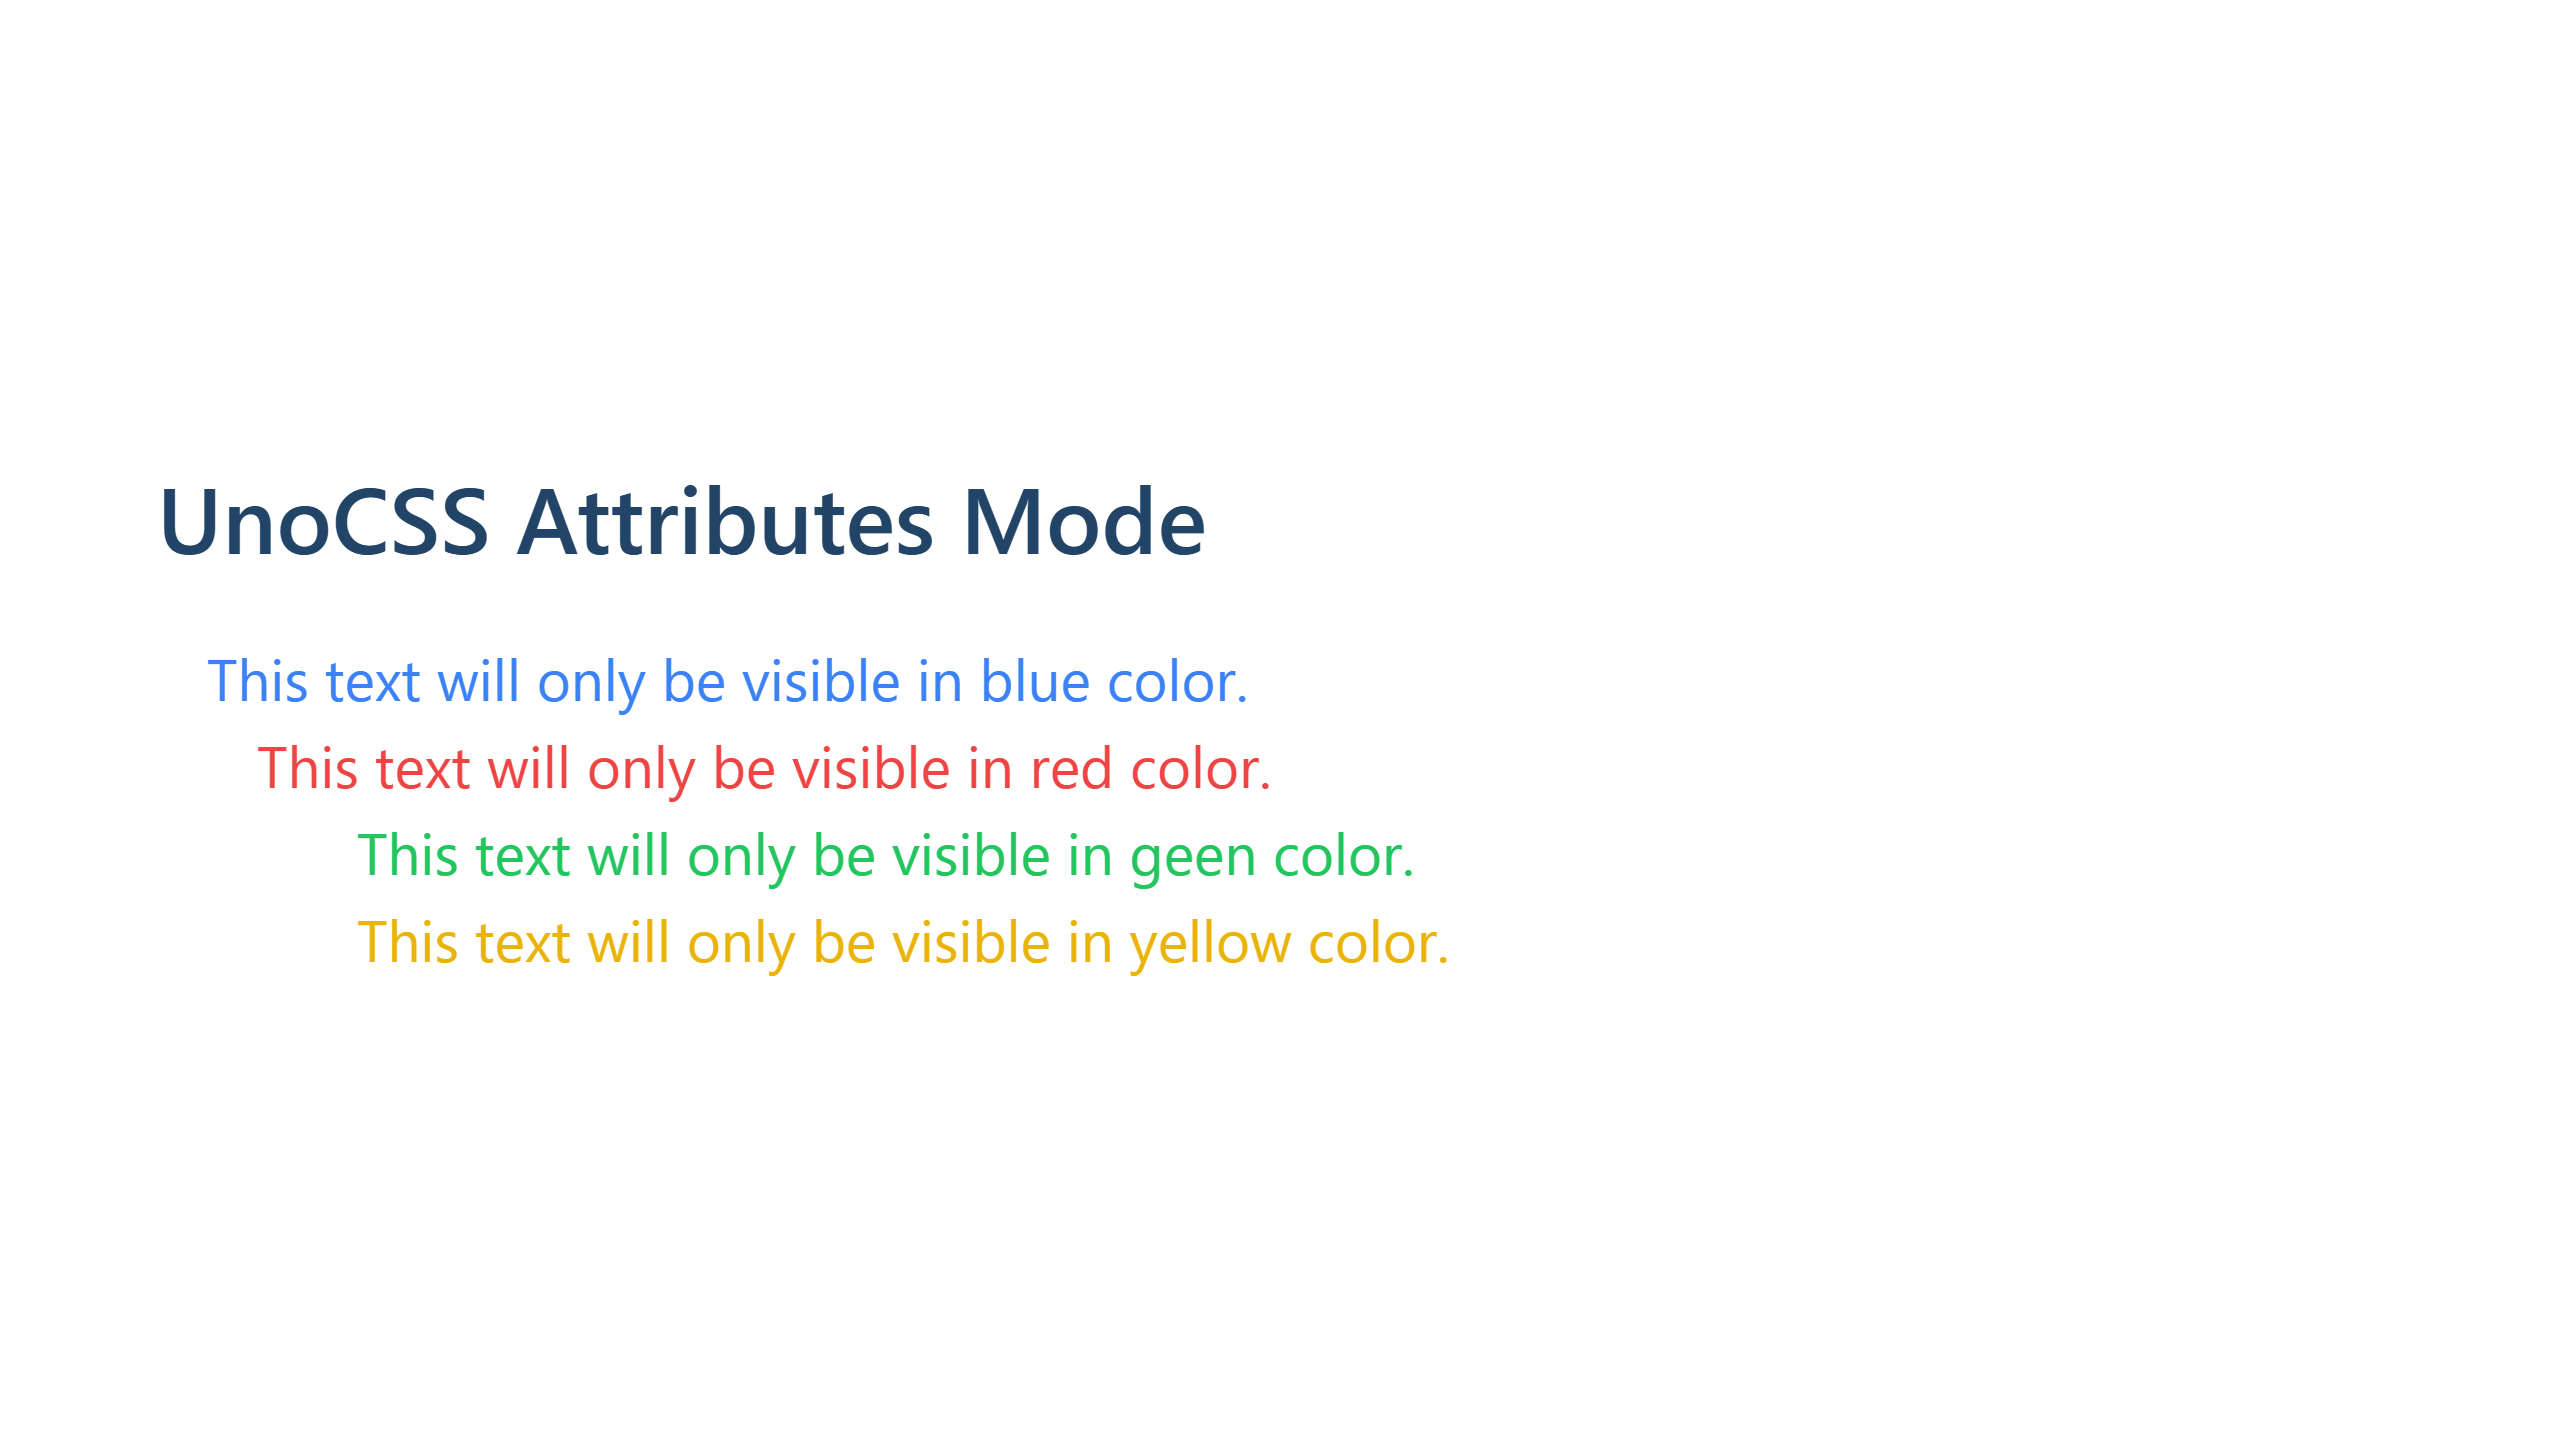 UnoCSS Attributes Mode
This text will only be visible in blue color.
This text will only be visible in red color.
This text will only be visible in geen color.
This text will only be visible in yellow color.